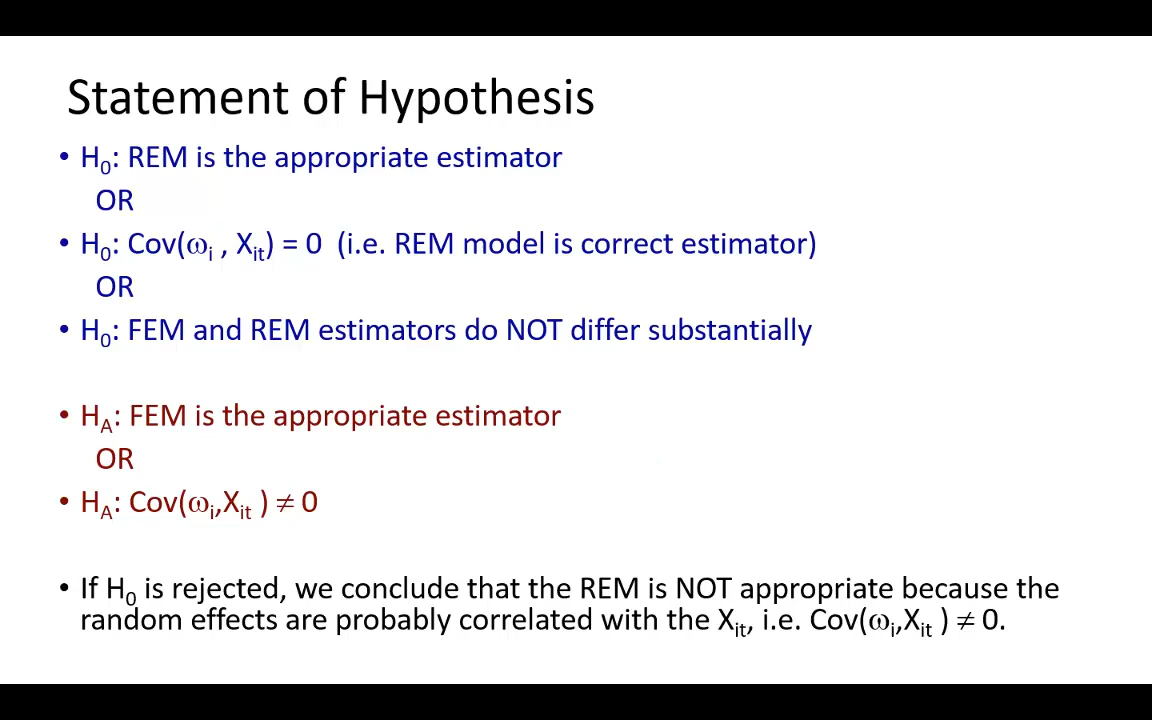 Statement of Hypothesis
• H₀: REM is the appropriate estimator
OR
• H₀: Cov(ωᵢ , Xᵢₜ) = 0 (i.e. REM model is correct estimator)
OR
• H₀: FEM and REM estimators do NOT differ substantially
• H_A: FEM is the appropriate estimator
OR
• H_A: Cov(ωᵢ,Xᵢₜ ) ≠ 0
• If H₀ is rejected, we conclude that the REM is NOT appropriate because the
random effects are probably correlated with the Xᵢₜ, i.e. Cov(ωᵢ,Xᵢₜ ) ≠ 0.